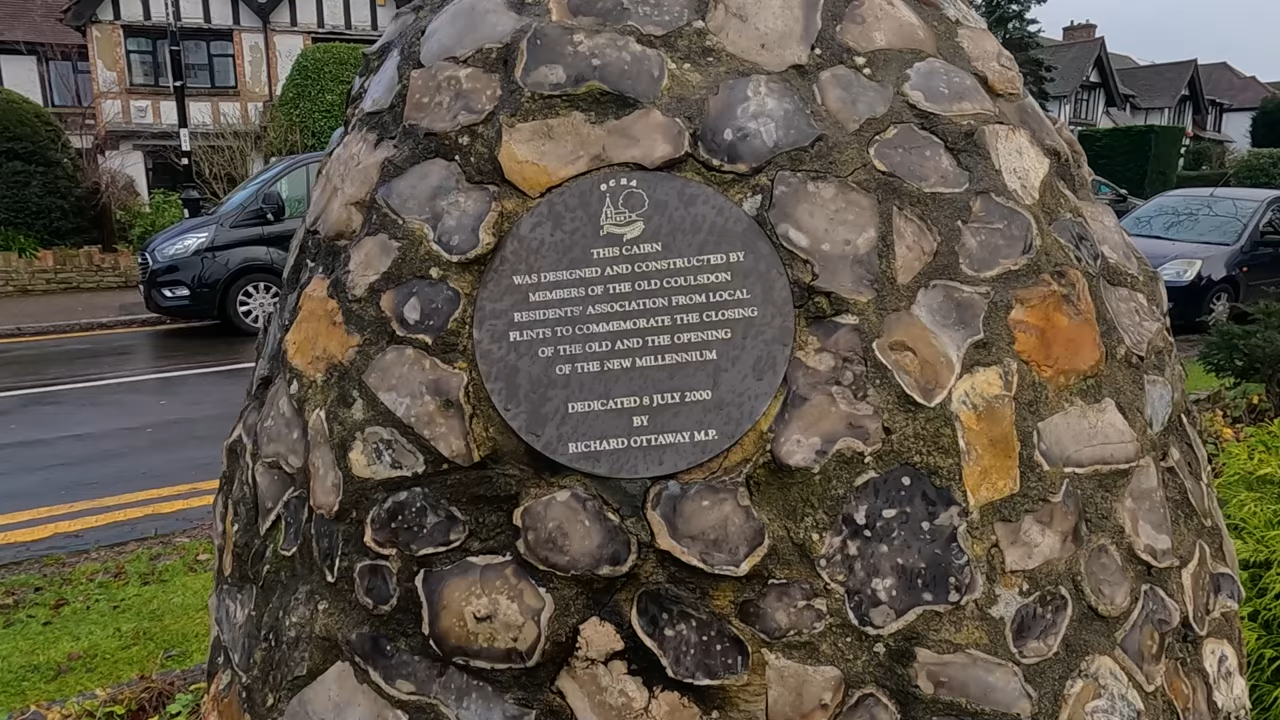 OCRA
THIS CAIRN
WAS DESIGNED AND CONSTRUCTED BY
MEMBERS OF THE OLD COULSDON
RESIDENTS' ASSOCIATION FROM LOCAL
FLINTS TO COMMEMORATE THE CLOSING
OF THE OLD AND THE OPENING
OF THE NEW MILLENNIUM
DEDICATED 8 JULY 2000
BY
RICHARD OTTAWAY M.P.